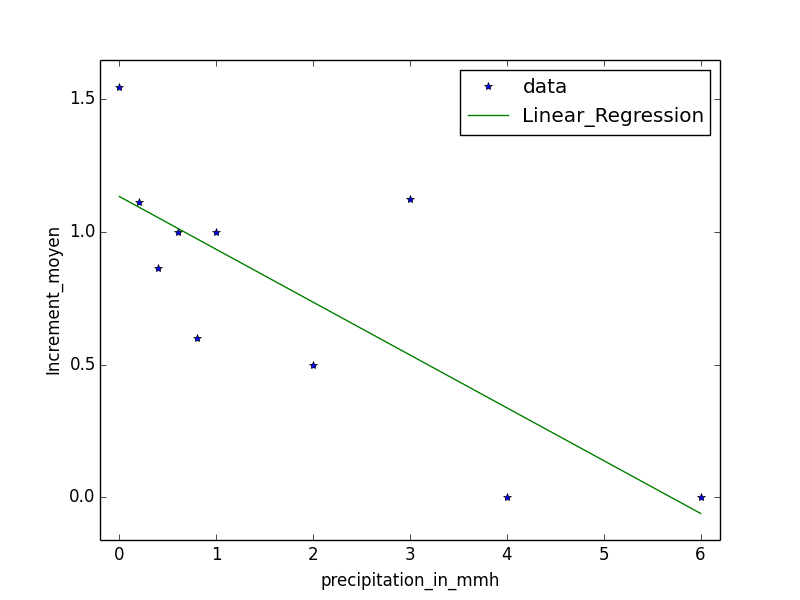 data
Linear_Regression
1.5
1.0
0.5
0.0
Increment_moyen
0 1 2 3 4 5 6
precipitation_in_mmh